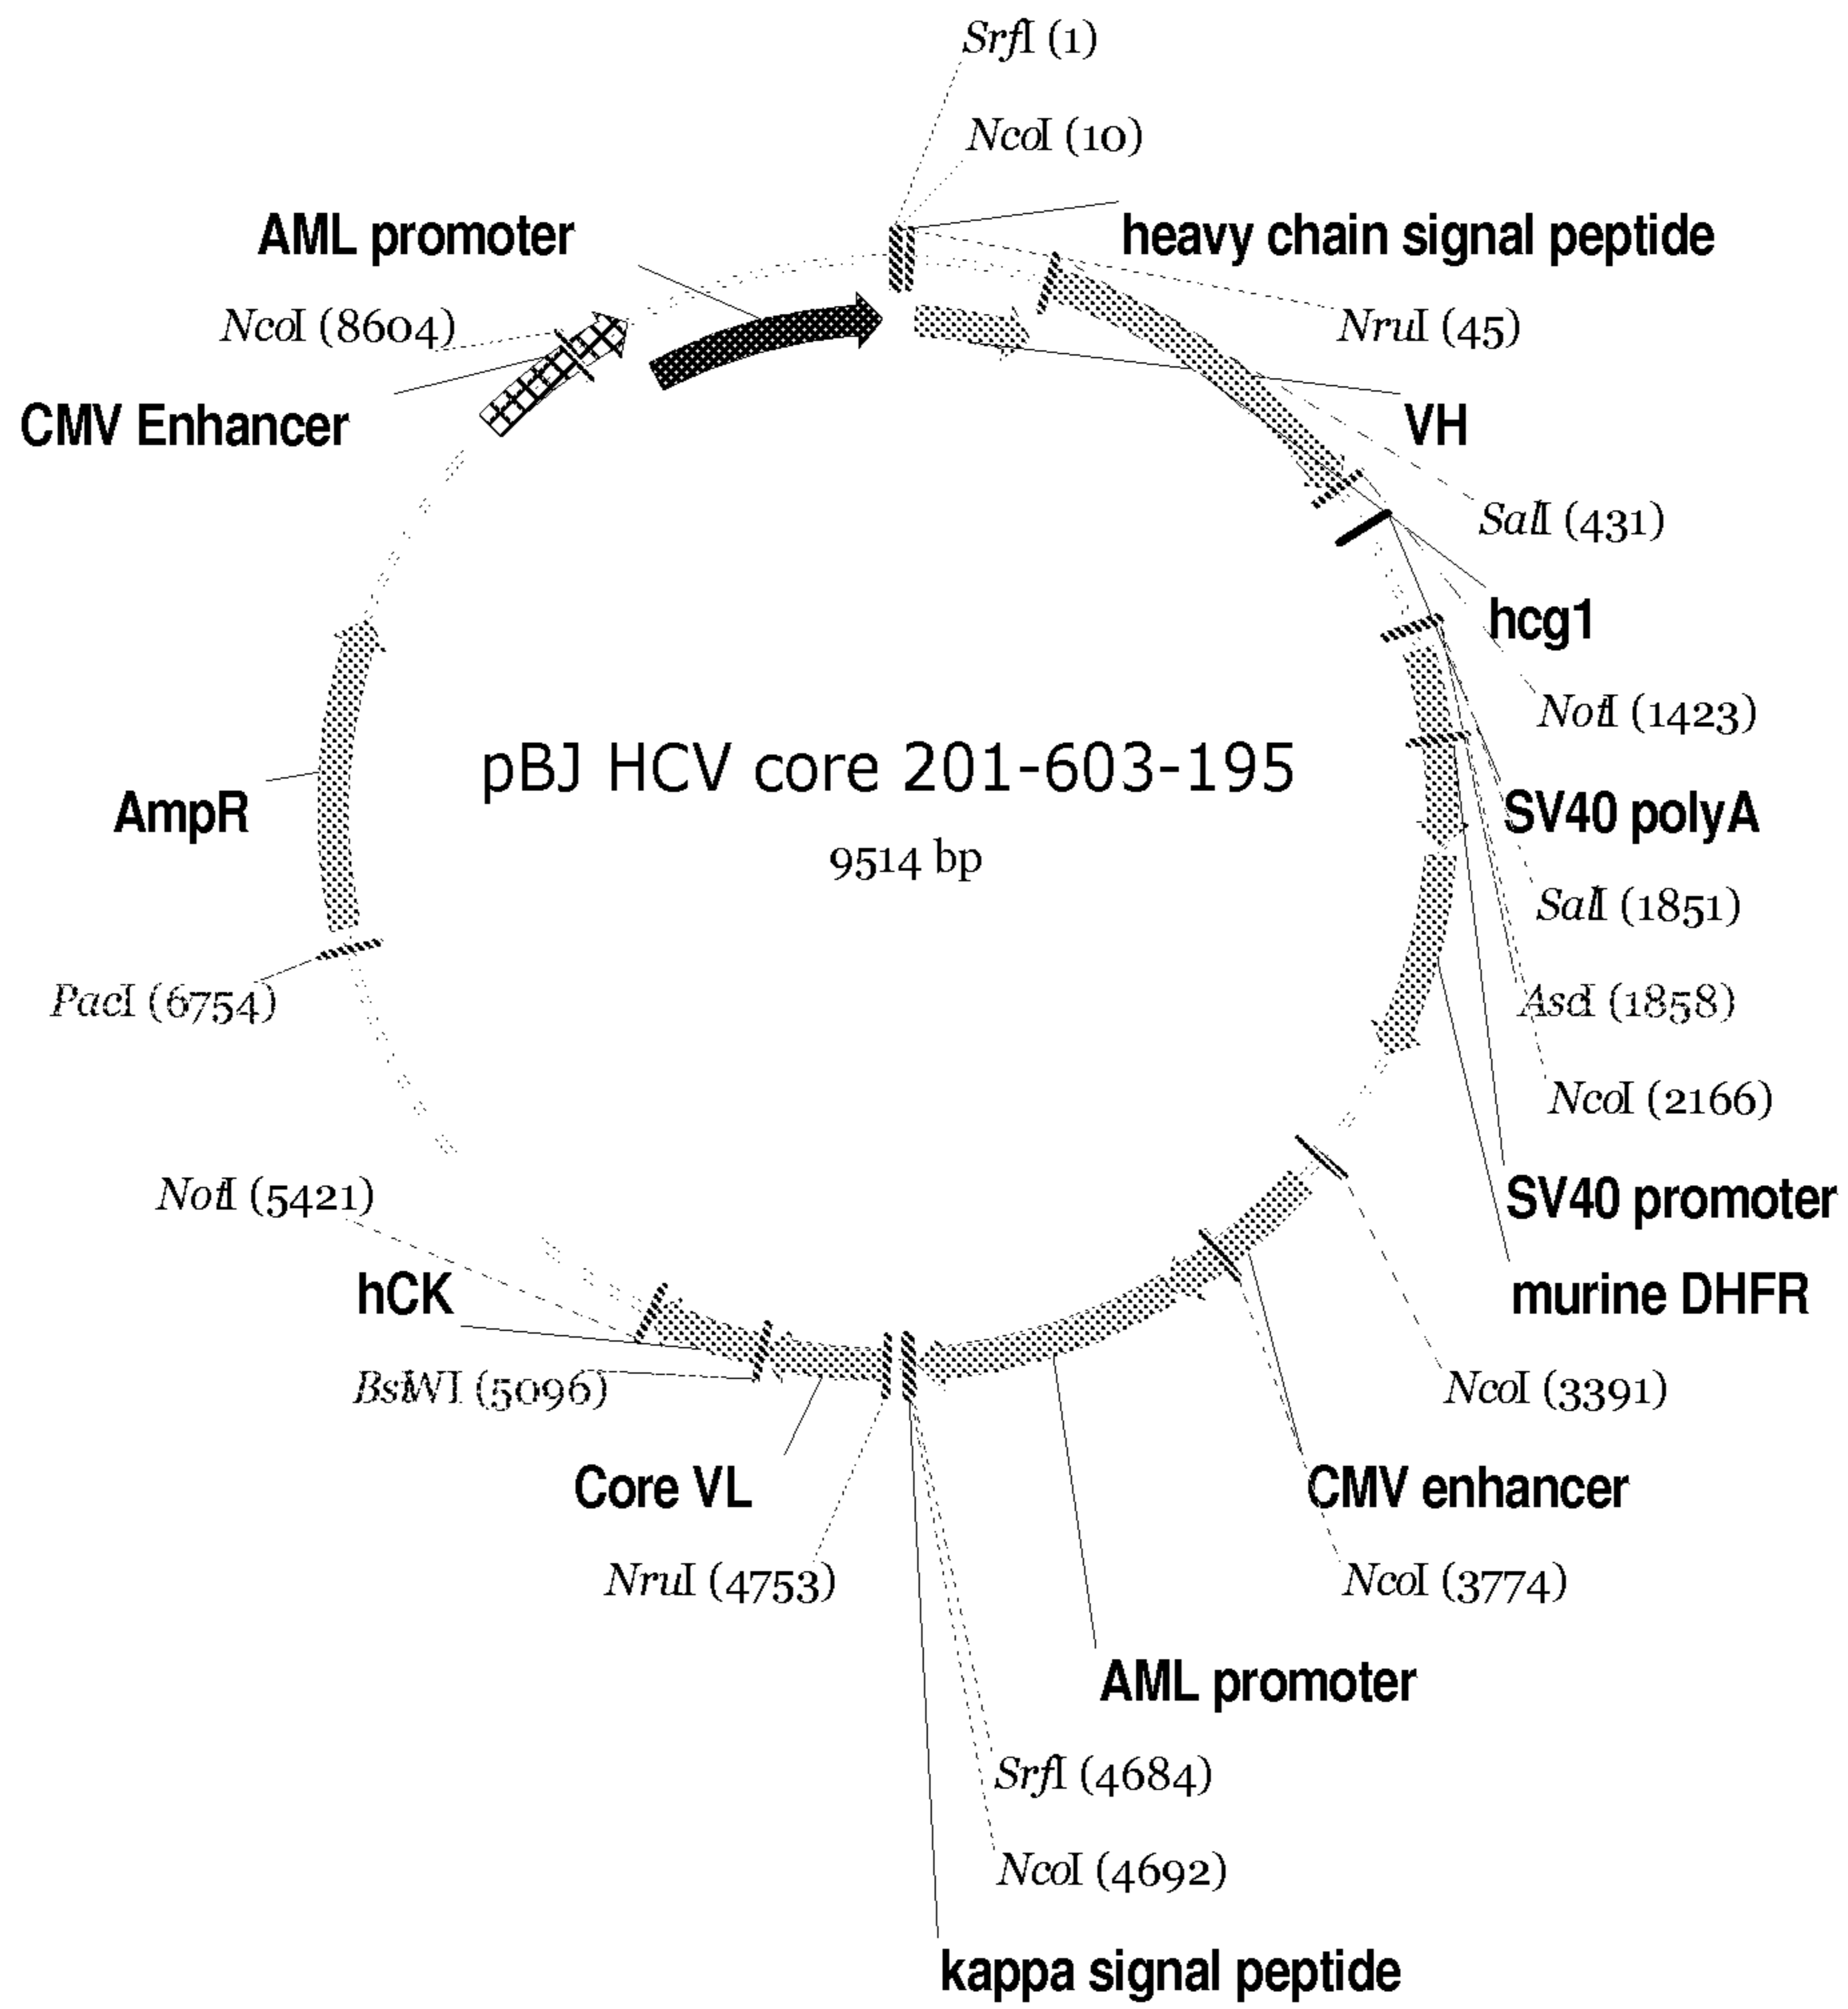 SrfI (1)
NcoI (10)
AML promoter
heavy chain signal peptide
NcoI (8604)
NruI (45)
CMV Enhancer
VH
SalI (431)
hcg1
NotI (1423)
pBJ HCV core 201-603-195
9514 bp
AmpR
SV40 polyA
SalI (1851)
PacI (6754)
AscI (1858)
NcoI (2166)
NotI (5421)
SV40 promoter
hCK
murine DHFR
BsiWI (5096)
NcoI (3391)
Core VL
CMV enhancer
NruI (4753)
NcoI (3774)
AML promoter
SrfI (4684)
NcoI (4692)
kappa signal peptide